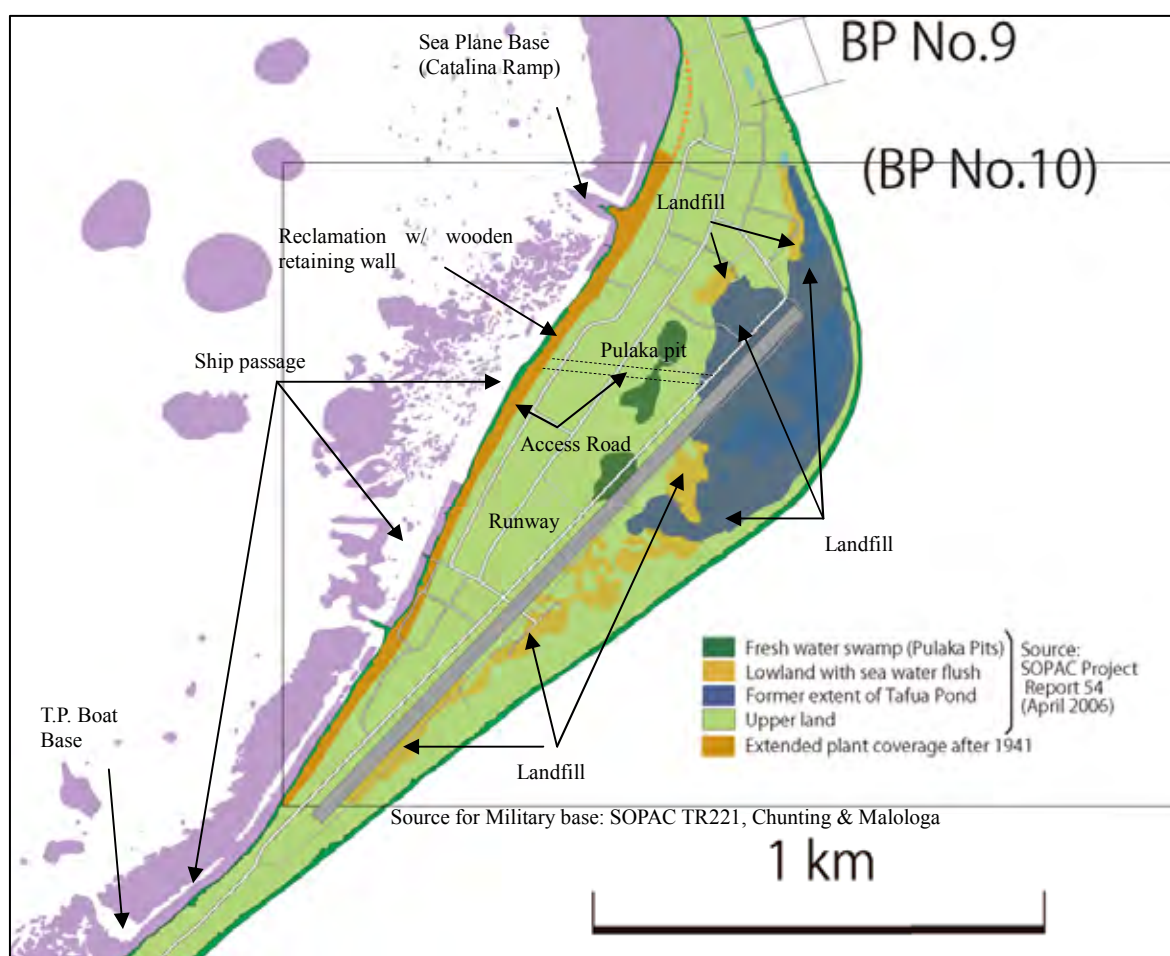 Sea Plane Base
(Catalina Ramp)
BP No.9
(BP No.10)
Landfill
Reclamation w/ wooden
retaining wall
Ship passage
Pulaka pit
Access Road
Runway
Landfill
Fresh water swamp (Pulaka Pits)
Lowland with sea water flush
Former extent of Tafua Pond
Upper land
Extended plant coverage after 1941
Source:
SOPAC Project
Report 54
(April 2006)
T.P. Boat
Base
Landfill
Source for Military base: SOPAC TR221, Chunting & Malologa
1 km